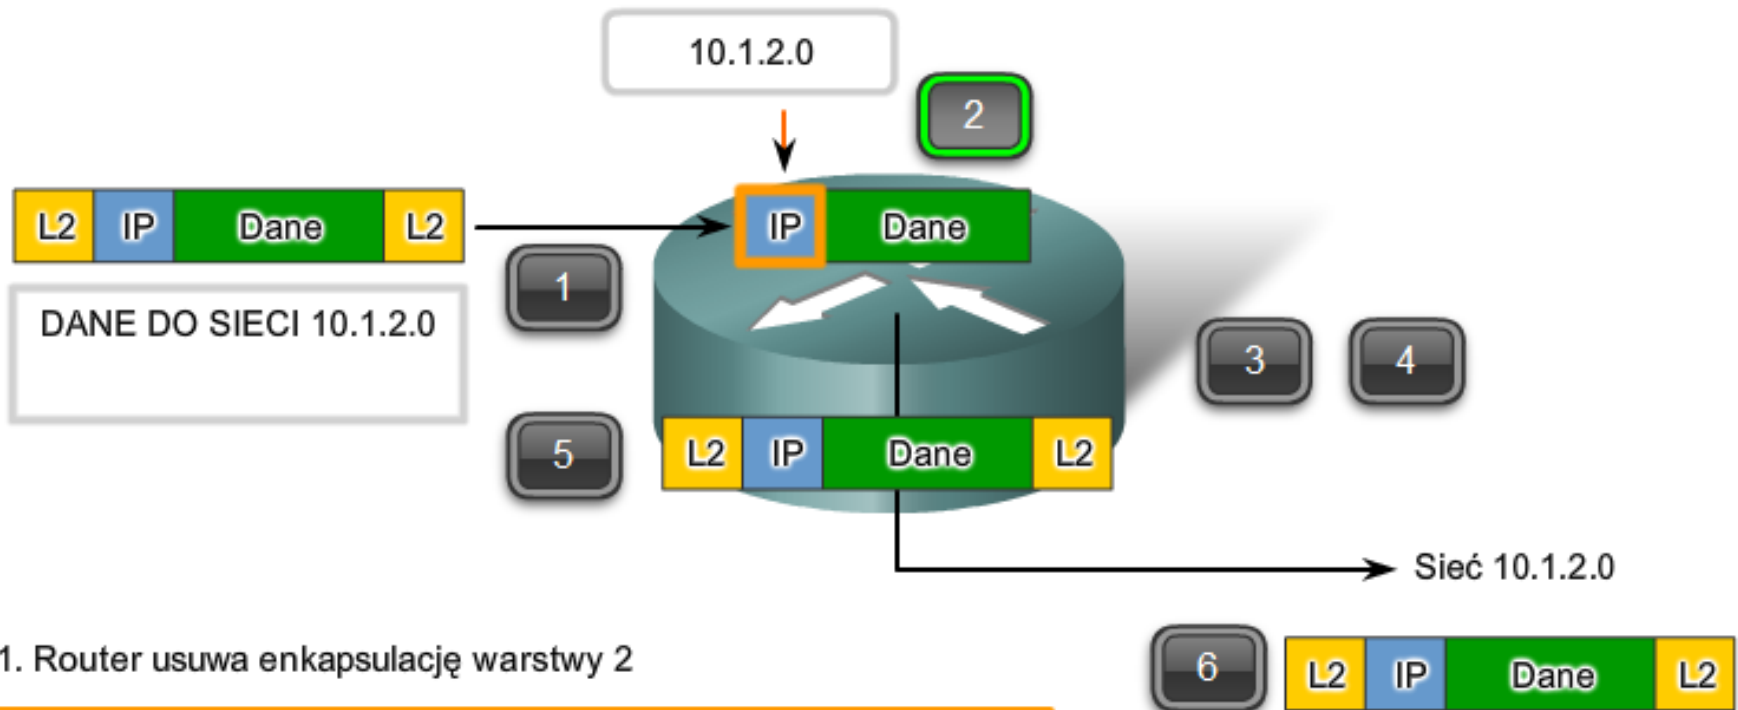 10.1.2.0
2
L2 IP Dane L2
IP Dane
1
DANE DO SIECI 10.1.2.0
3 4
5
L2 IP Dane L2
Sieć 10.1.2.0
1. Router usuwa enkapsulację warstwy 2
6
L2 IP Dane L2